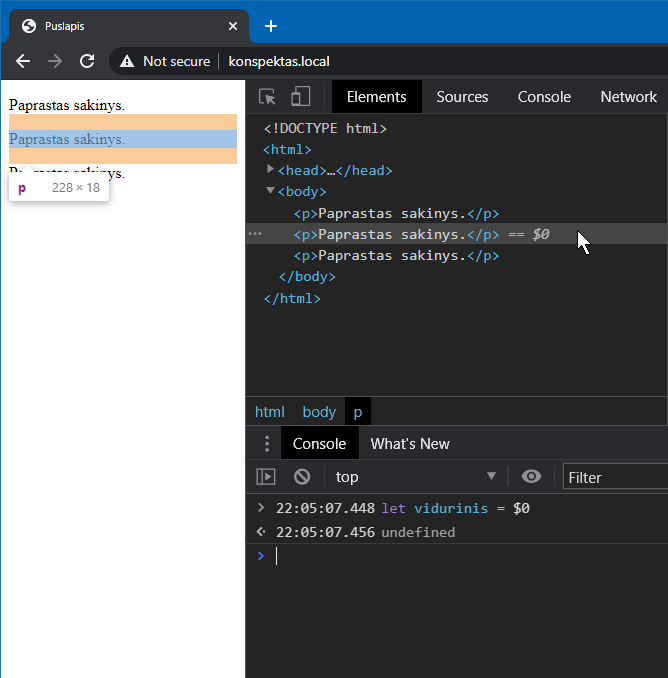 Puslapis
Not secure konspektas.local
Paprastas sakinys.
Paprastas sakinys.
Paprastas sakinys.
p 228 × 18
Elements Sources Console Network
<!DOCTYPE html>
<html>
<head>…</head>
<body>
<p>Paprastas sakinys.</p>
<p>Paprastas sakinys.</p> == $0
<p>Paprastas sakinys.</p>
</body>
</html>
html body p
Console What's New
top Filter
22:05:07.448 let vidurinis = $0
22:05:07.456 undefined